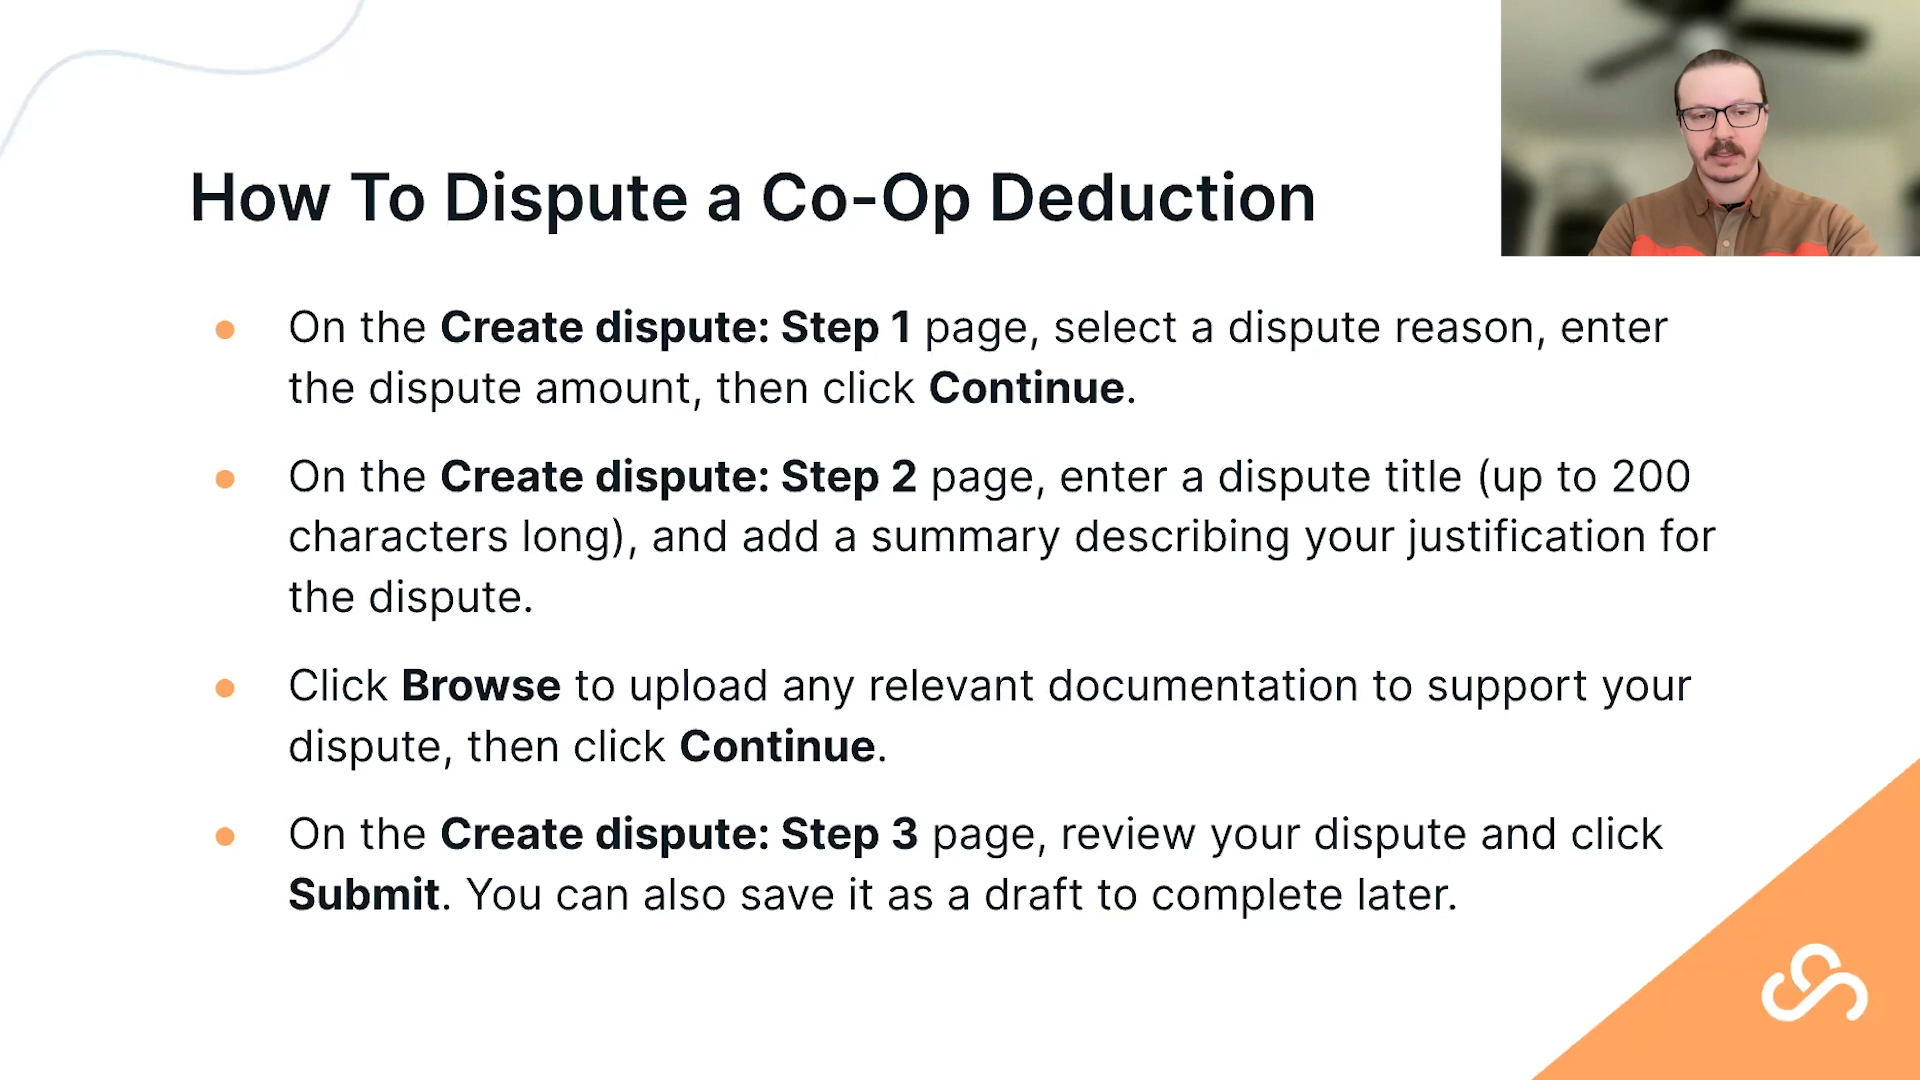 How To Dispute a Co-Op Deduction
On the Create dispute: Step 1 page, select a dispute reason, enter
the dispute amount, then click Continue.
On the Create dispute: Step 2 page, enter a dispute title (up to 200
characters long), and add a summary describing your justification for
the dispute.
Click Browse to upload any relevant documentation to support your
dispute, then click Continue.
On the Create dispute: Step 3 page, review your dispute and click
Submit. You can also save it as a draft to complete later.